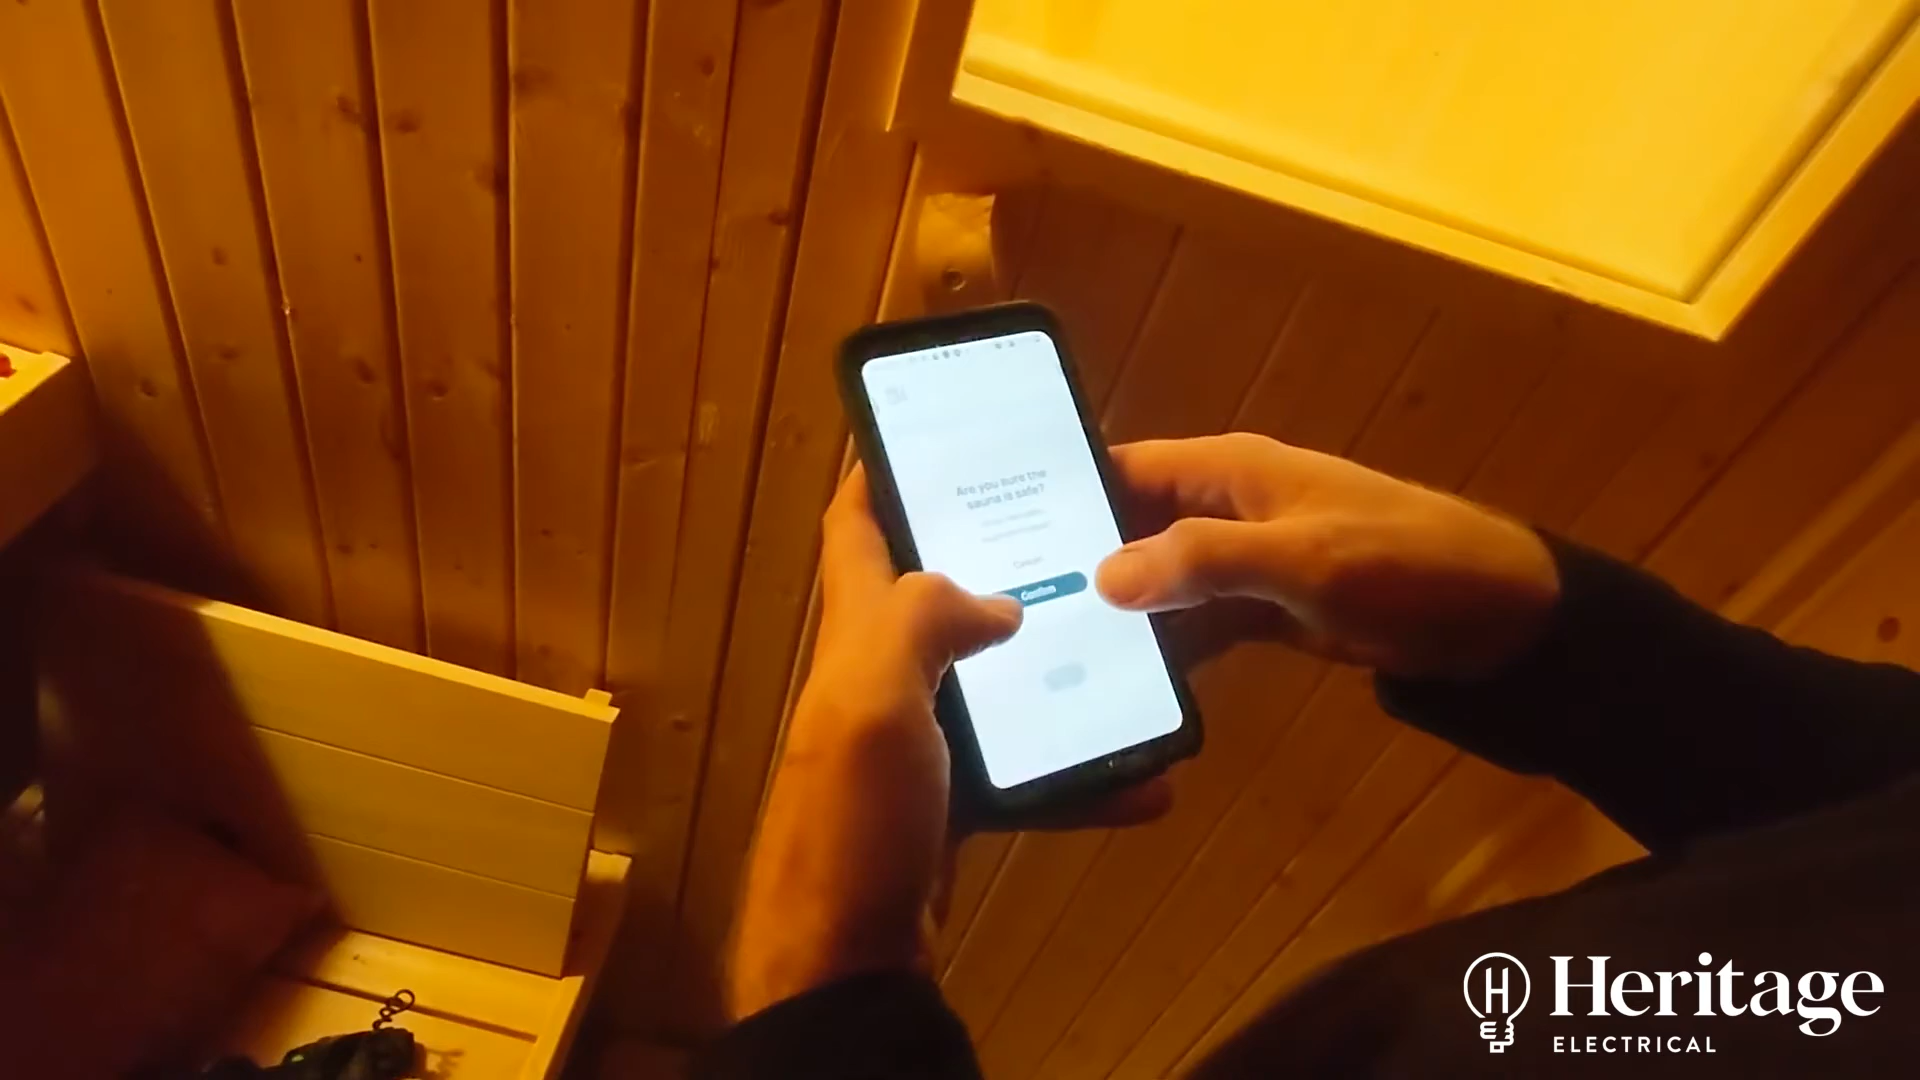 Are you sure the
sauna is safe?
Cancel
Confirm
Heritage
ELECTRICAL